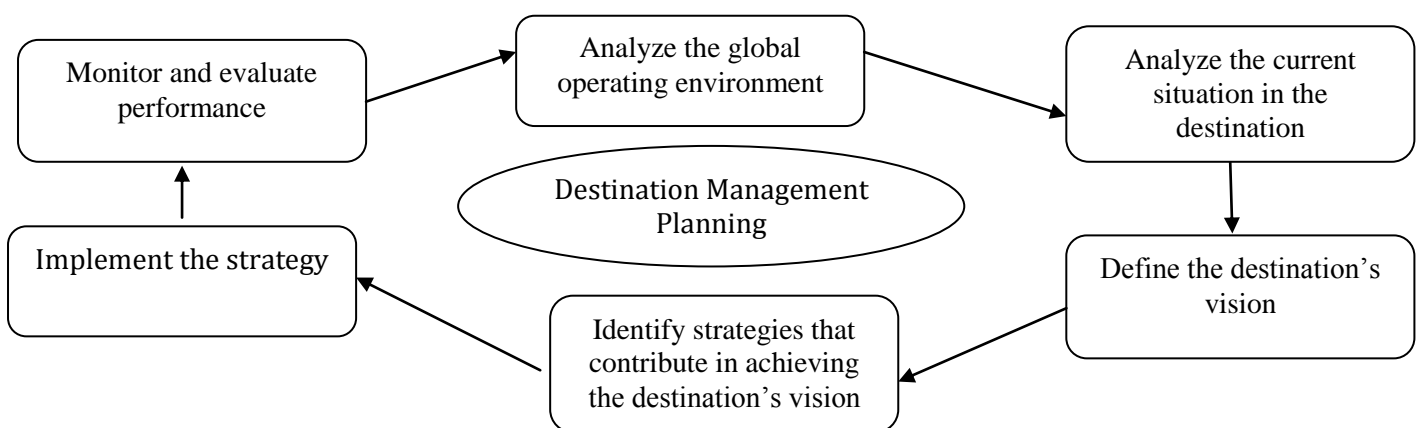 Monitor and evaluate
performance
Analyze the global
operating environment
Analyze the current
situation in the
destination
Destination Management
Planning
Implement the strategy
Define the destination’s
vision
Identify strategies that
contribute in achieving
the destination’s vision